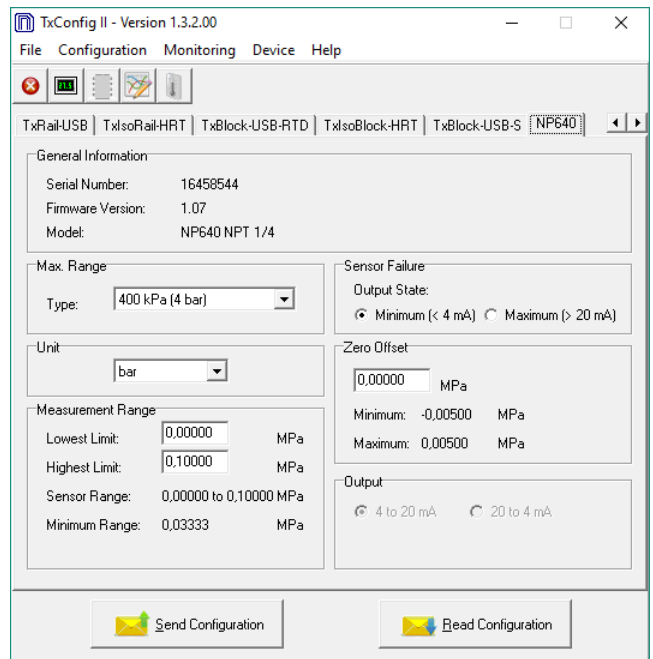 TxConfig II - Version 1.3.2.00
File Configuration Monitoring Device Help
TxRail-USB TxIsoRail-HRT TxBlock-USB-RTD TxIsoBlock-HRT TxBlock-USB-S NP640
General Information
Serial Number: 16458544
Firmware Version: 1.07
Model: NP640 NPT 1/4
Max. Range
Type: 400 kPa (4 bar)
Sensor Failure
Output State:
Minimum (< 4 mA) Maximum (> 20 mA)
Unit
bar
Zero Offset
0,00000 MPa
Minimum: -0,00500 MPa
Maximum: 0,00500 MPa
Measurement Range
Lowest Limit: 0,00000 MPa
Highest Limit: 0,10000 MPa
Sensor Range: 0,00000 to 0,10000 MPa
Minimum Range: 0,03333 MPa
Output
4 to 20 mA 20 to 4 mA
Send Configuration
Read Configuration